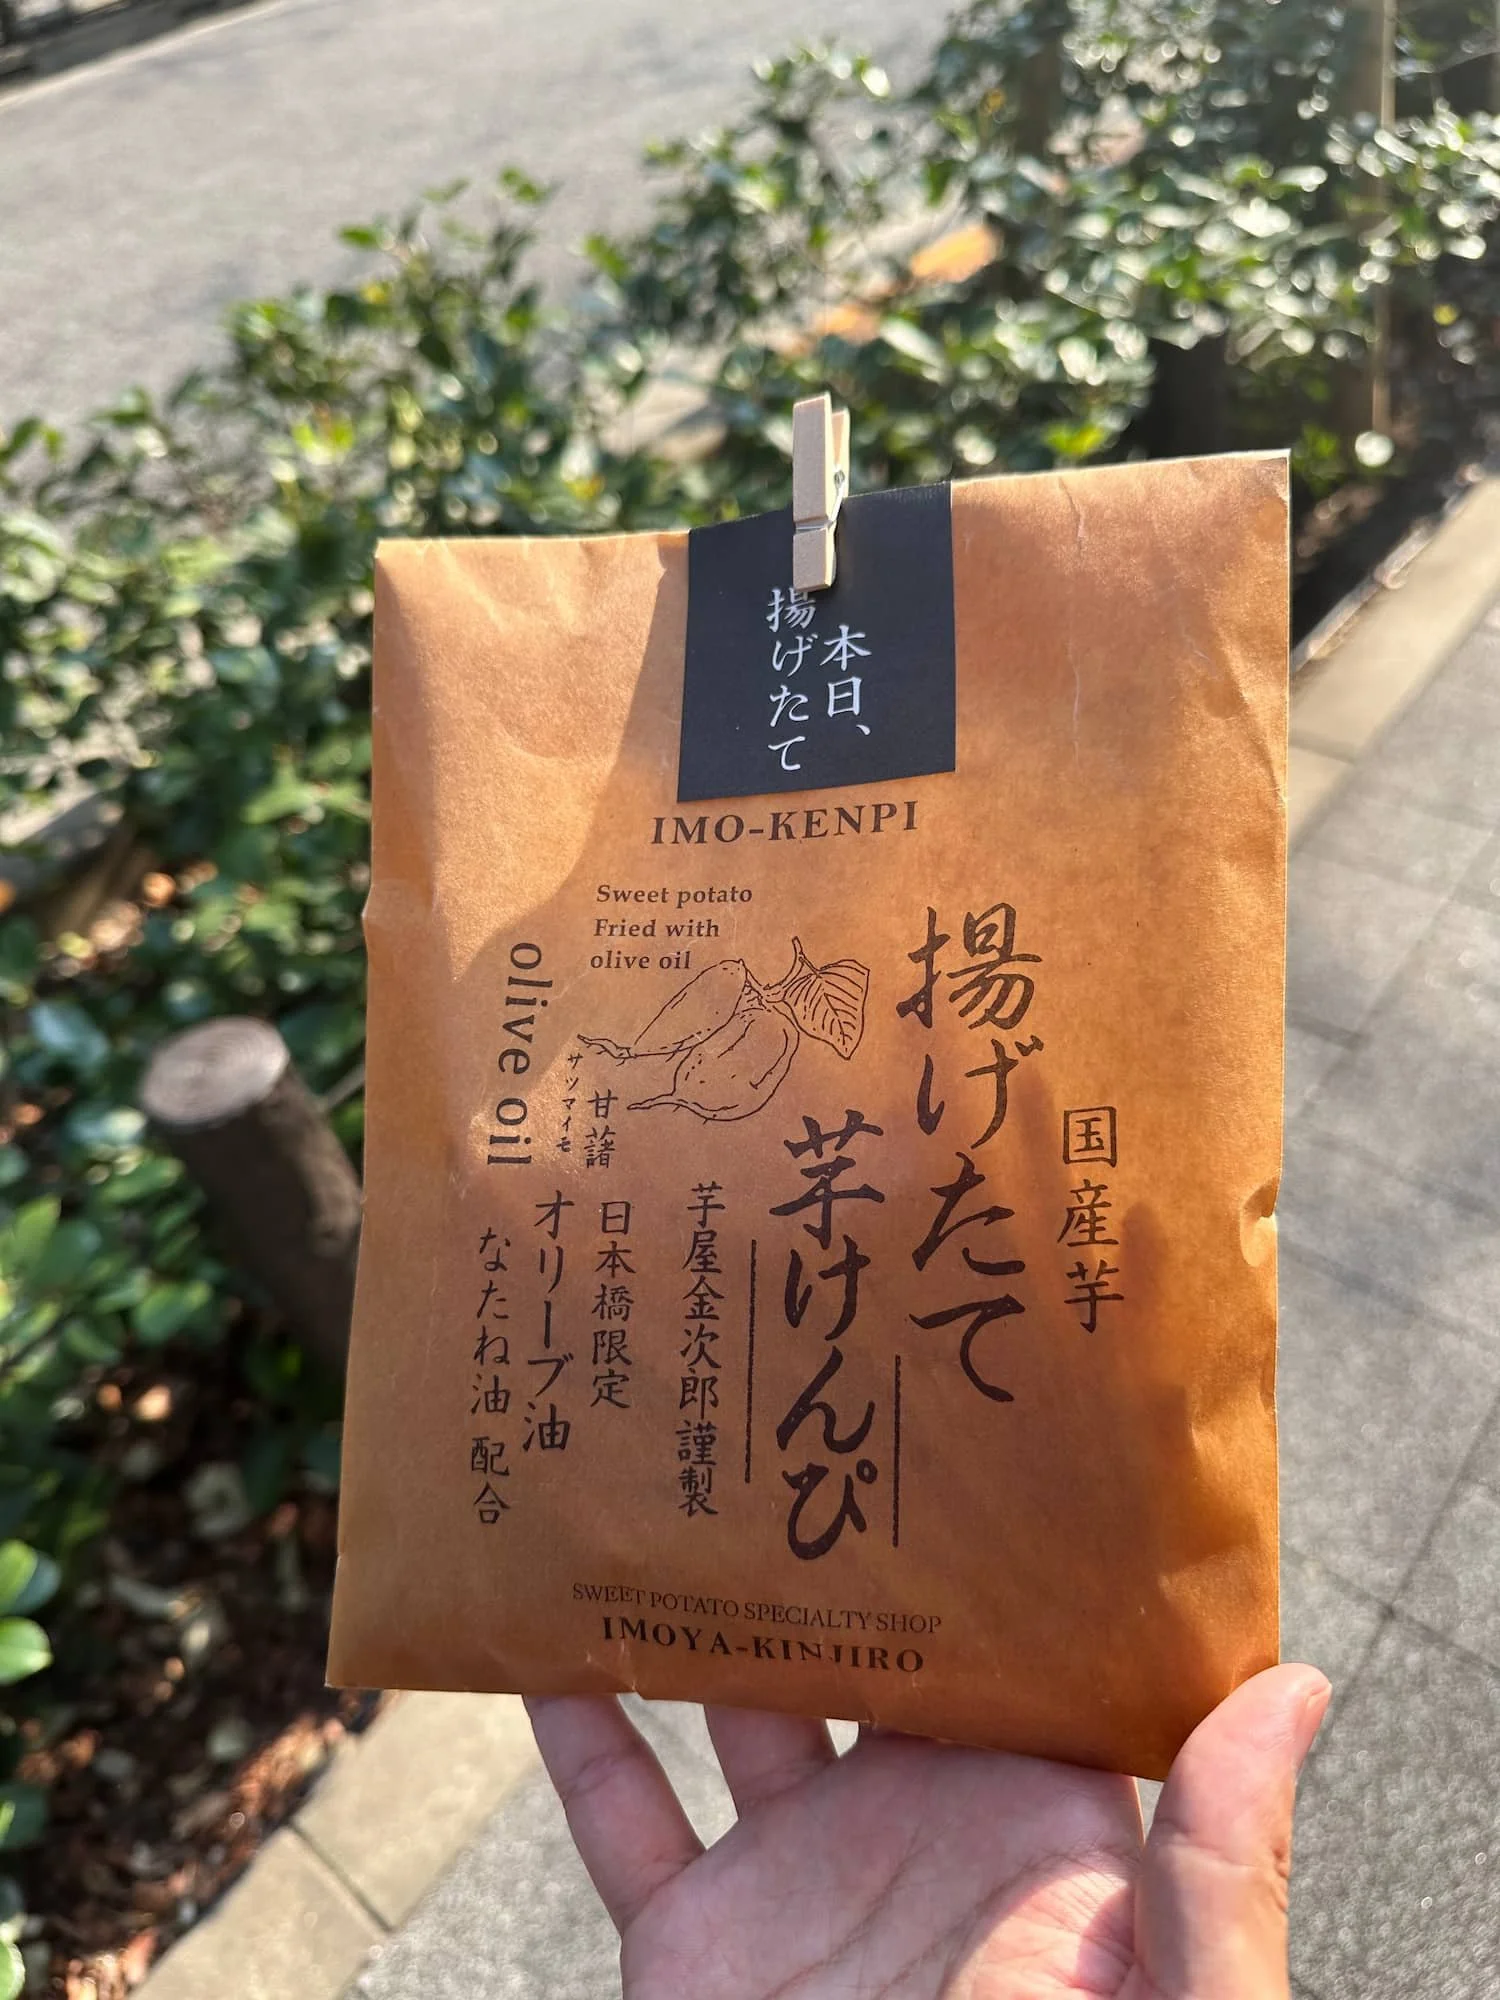 本日、
揚げたて
IMO-KENPI
Sweet potato
Fried with
olive oil
国産芋
揚げたて
芋けんぴ
芋屋金次郎謹製
甘藷
サツマイモ
日本橋限定
olive oil
オリーブ油
なたね油 配合
SWEET POTATO SPECIALTY SHOP
IMOYA-KINJIRO